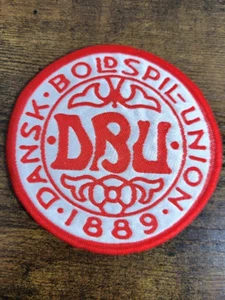 DANSK · BOLDSPIL-UNION ·
· DBU ·
1889